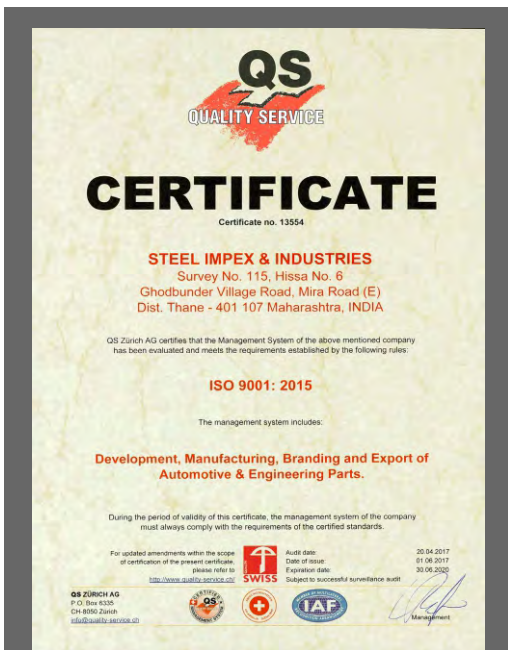 QS
QUALITY SERVICE
CERTIFICATE
Certificate no. 13554
STEEL IMPEX & INDUSTRIES
Survey No. 115, Hissa No. 6
Ghodbunder Village Road, Mira Road (E)
Dist. Thane - 401 107 Maharashtra, INDIA
QS Zürich AG certifies that the Management System of the above mentioned company
has been evaluated and meets the requirements established by the following rules:
ISO 9001: 2015
The management system includes:
Development, Manufacturing, Branding and Export of
Automotive & Engineering Parts.
During the period of validity of this certificate, the management system of the company
must always comply with the requirements of the certified standards.
For updated amendments within the scope
of certification of the present certificate,
please refer to
http://www.quality-service.ch/
SWISS
Audit date: 20.04.2017
Date of issue: 01.06.2017
Expiration date: 30.06.2020
Subject to successful surveillance audit
QS ZÜRICH AG
P.O. Box 8335
CH-8050 Zürich
info@quality-service.ch
CERTIFIED
QS
IAF
Management